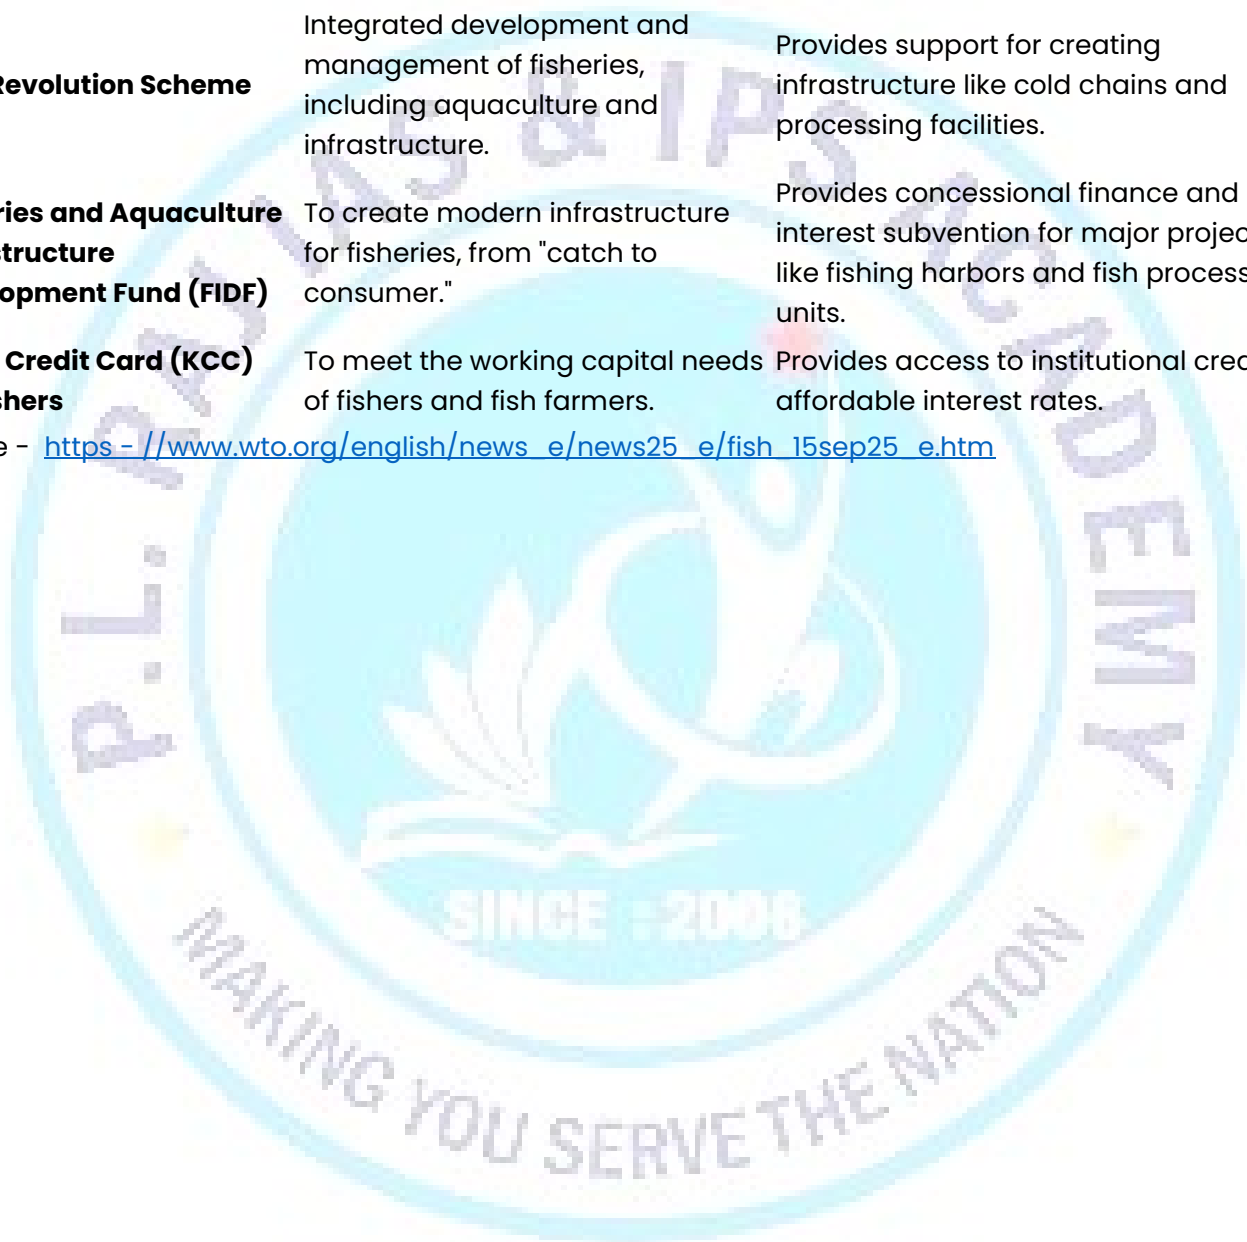 Revolution Scheme
Integrated development and
management of fisheries,
including aquaculture and
infrastructure.
Provides support for creating
infrastructure like cold chains and
processing facilities.
ries and Aquaculture
structure
opment Fund (FIDF)
To create modern infrastructure
for fisheries, from "catch to
consumer."
Provides concessional finance and
interest subvention for major projec
like fishing harbors and fish process
units.
Credit Card (KCC)
shers
To meet the working capital needs
of fishers and fish farmers.
Provides access to institutional cred
affordable interest rates.
e - https - //www.wto.org/english/news_e/news25_e/fish_15sep25_e.htm
P.L. RAJ IAS & IPS ACADEMY
SINCE - 2008
MAKING YOU SERVE THE NATION